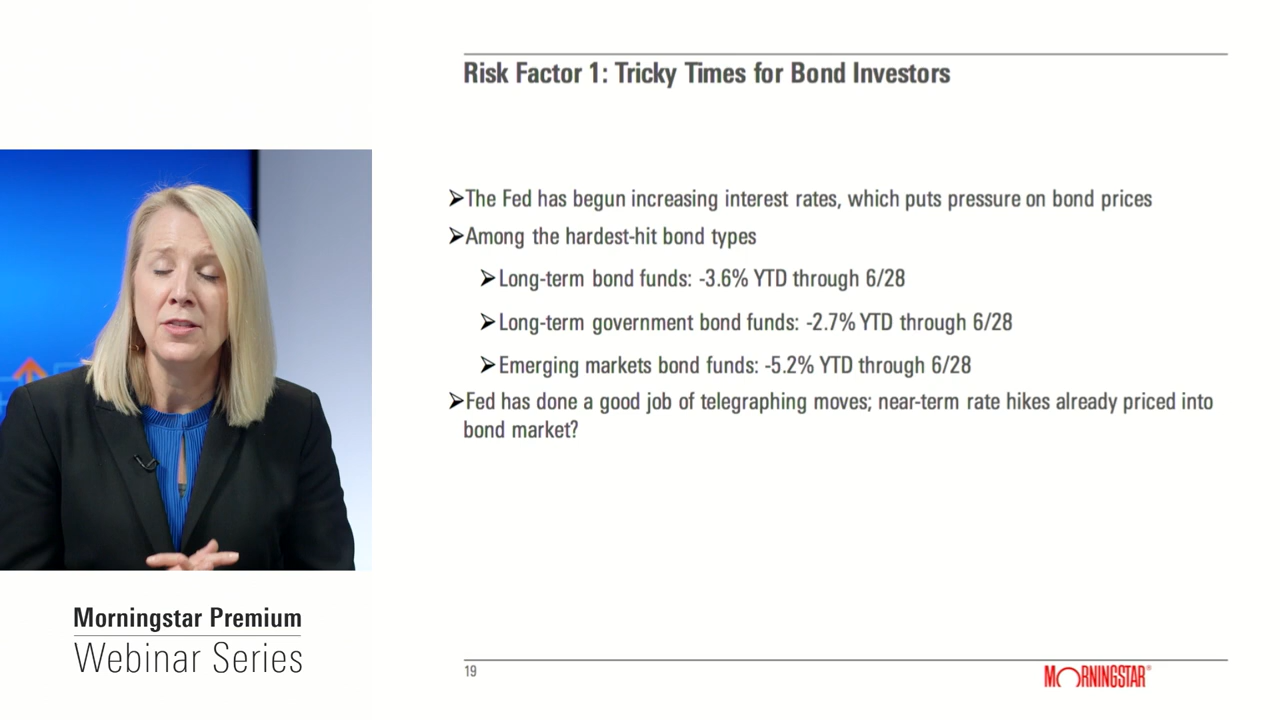 Risk Factor 1: Tricky Times for Bond Investors
➢The Fed has begun increasing interest rates, which puts pressure on bond prices
➢Among the hardest-hit bond types
➢Long-term bond funds: -3.6% YTD through 6/28
➢Long-term government bond funds: -2.7% YTD through 6/28
➢Emerging markets bond funds: -5.2% YTD through 6/28
➢Fed has done a good job of telegraphing moves; near-term rate hikes already priced into
bond market?
Morningstar Premium
Webinar Series
19
MORNINGSTAR®